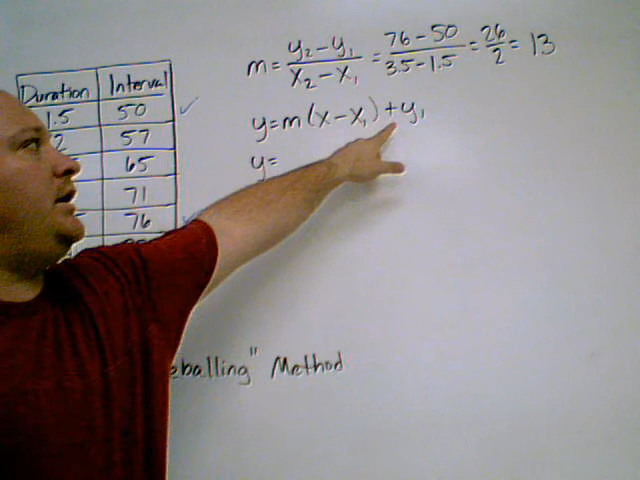 m = y₂ - y₁ / x₂ - x₁ = 76 - 50 / 3.5 - 1.5 = 26 / 2 = 13
y = m(x - x₁) + y₁
y =
Duration Interval
1.5 50
2 57
65
71
76
Method